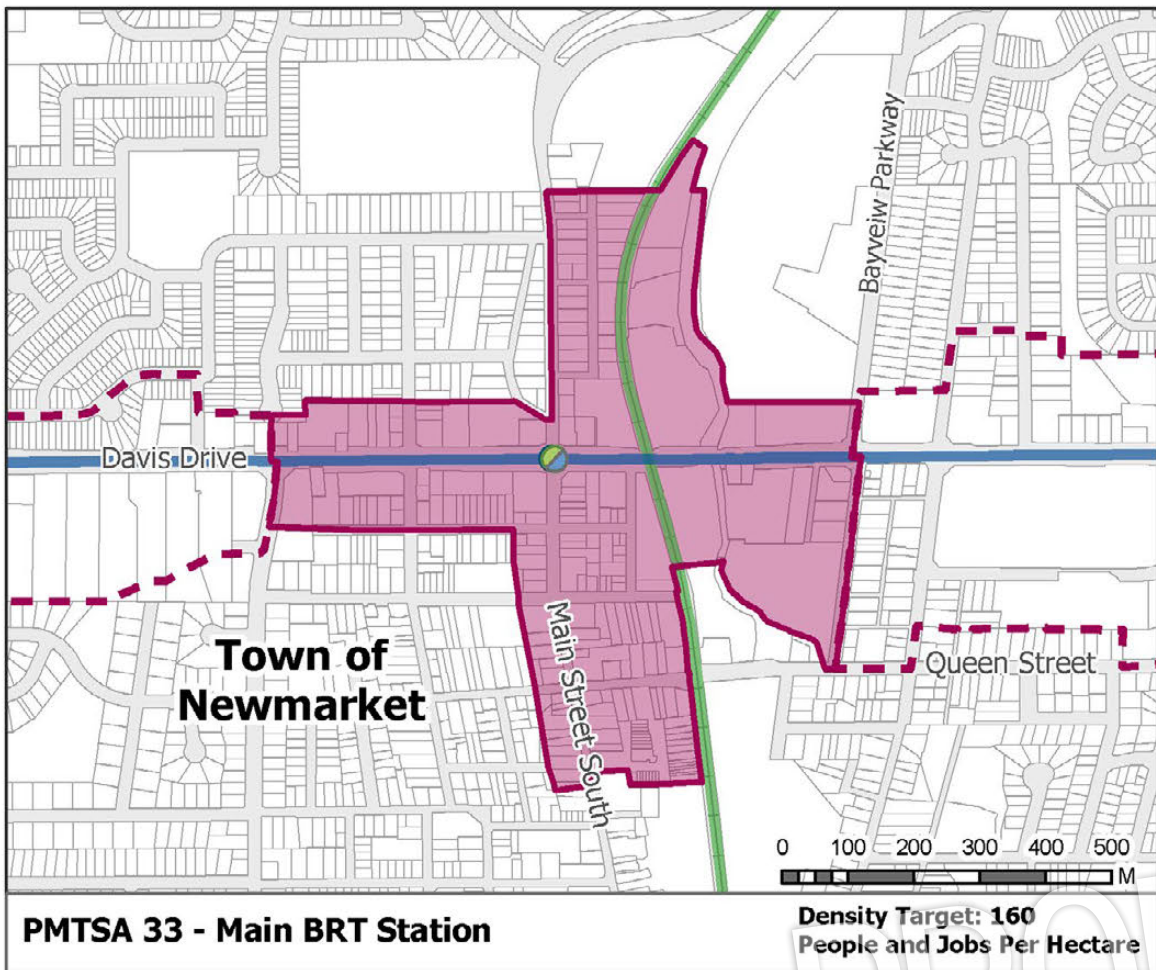 Bayveiw Parkway
Davis Drive
Town of
Newmarket
Main Street South
Queen Street
0 100 200 300 400 500
M
PMTSA 33 - Main BRT Station
Density Target: 160
People and Jobs Per Hectare